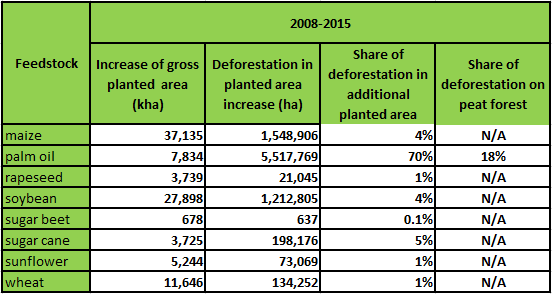 Feedstock
2008-2015
Increase of gross
planted area
(kha)
Deforestation in
planted area
increase (ha)
Share of
deforestation in
additional
planted area
Share of
deforestation on
peat forest
maize 37,135 1,548,906 4% N/A
palm oil 7,834 5,517,769 70% 18%
rapeseed 3,739 21,045 1% N/A
soybean 27,898 1,212,805 4% N/A
sugar beet 678 637 0.1% N/A
sugar cane 3,725 198,176 5% N/A
sunflower 5,244 73,069 1% N/A
wheat 11,646 134,252 1% N/A